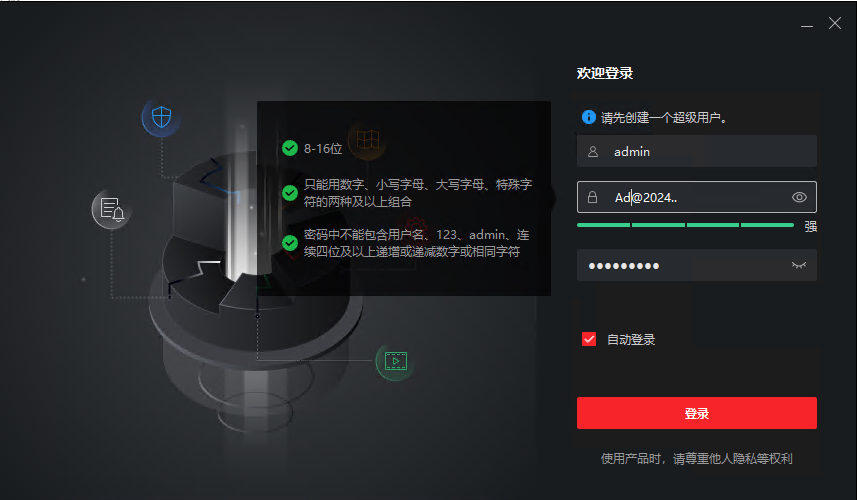 欢迎登录
请先创建一个超级用户。
admin
Ad@2024..
强
8-16位
只能用数字、小写字母、大写字母、特殊字
符的两种及以上组合
密码中不能包含用户名、123、admin、连
续四位及以上递增或递减数字或相同字符
●●●●●●●●●
自动登录
登录
使用产品时，请尊重他人隐私等权利